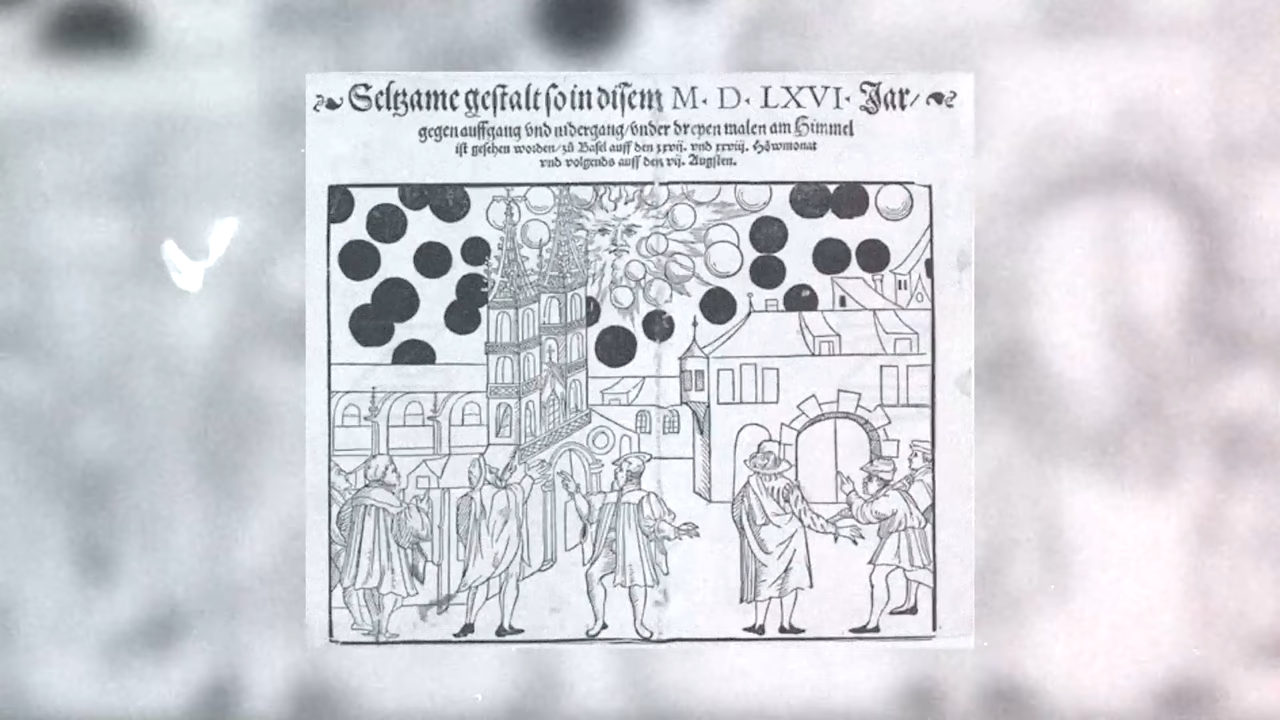 Seltzame gestalt so in disem M. D. LXVI. Jar/
gegen auffgang vnd nidergang/vnder dreyen malen am Himmel
ist gesehen worden/zů Basel auff den xxvij. vnd xxviij. Höwmonat
vnd volgends auff den vij. Augsten.